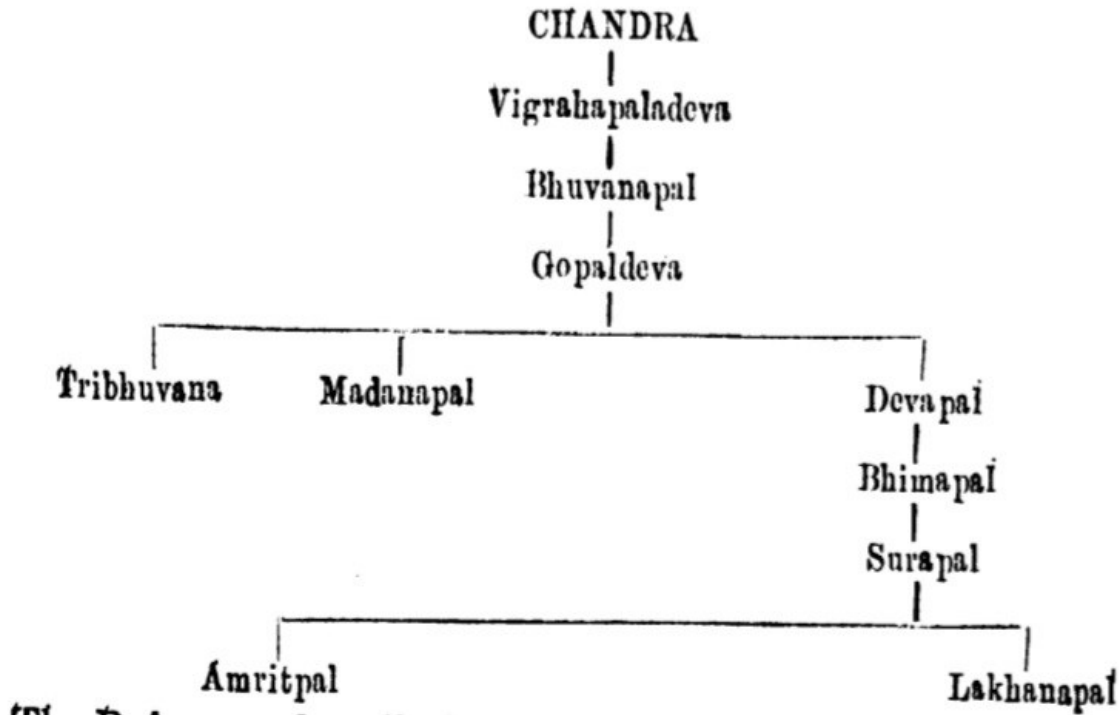 CHANDRA
Vigrahapaladeva
Bhuvanapal
Gopaldeva
Tribhuvana Madanapal Devapal
Bhimapal
Surapal
Amritpal Lakhanapal